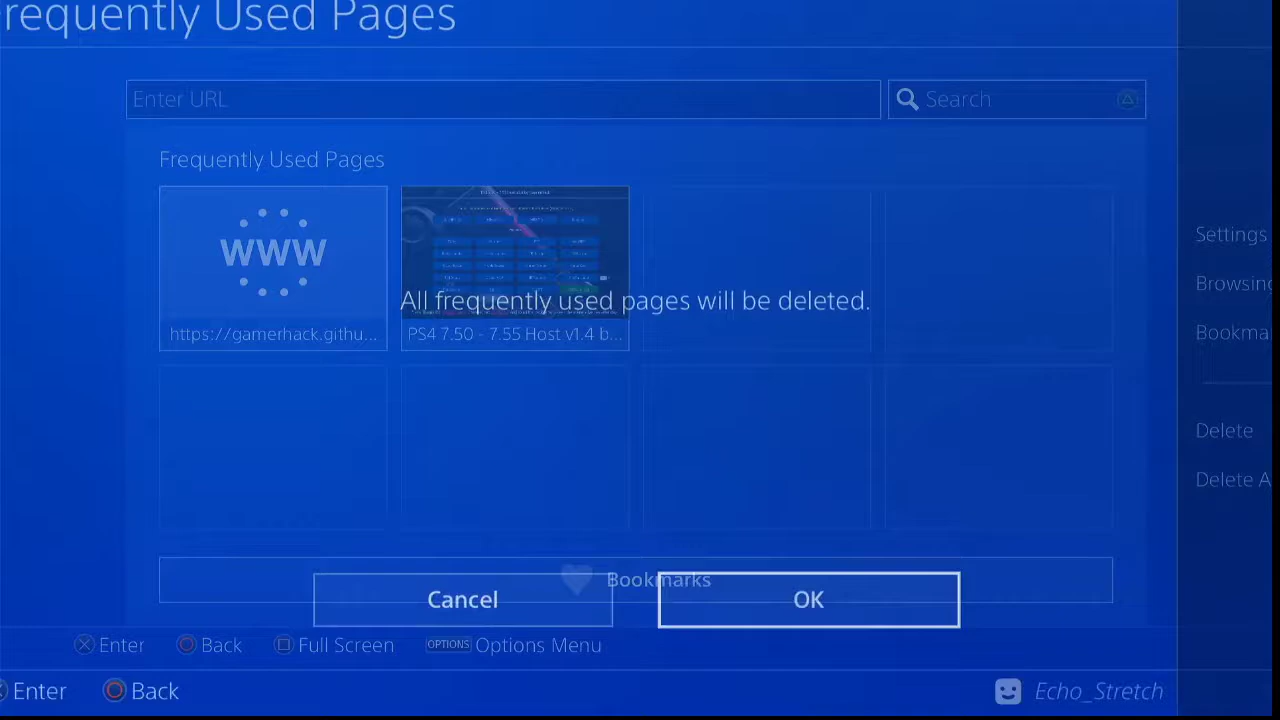 requently Used Pages
Enter URL
Search
Frequently Used Pages
WWW
https://gamerhack.githu...
PS4 7.50 - 7.55 Host v1.4 b...
All frequently used pages will be deleted.
Settings
Browsing
Bookma
Delete
Delete A
Bookmarks
Cancel
OK
Enter
Back
Full Screen
OPTIONS Options Menu
Enter
Back
Echo_Stretch